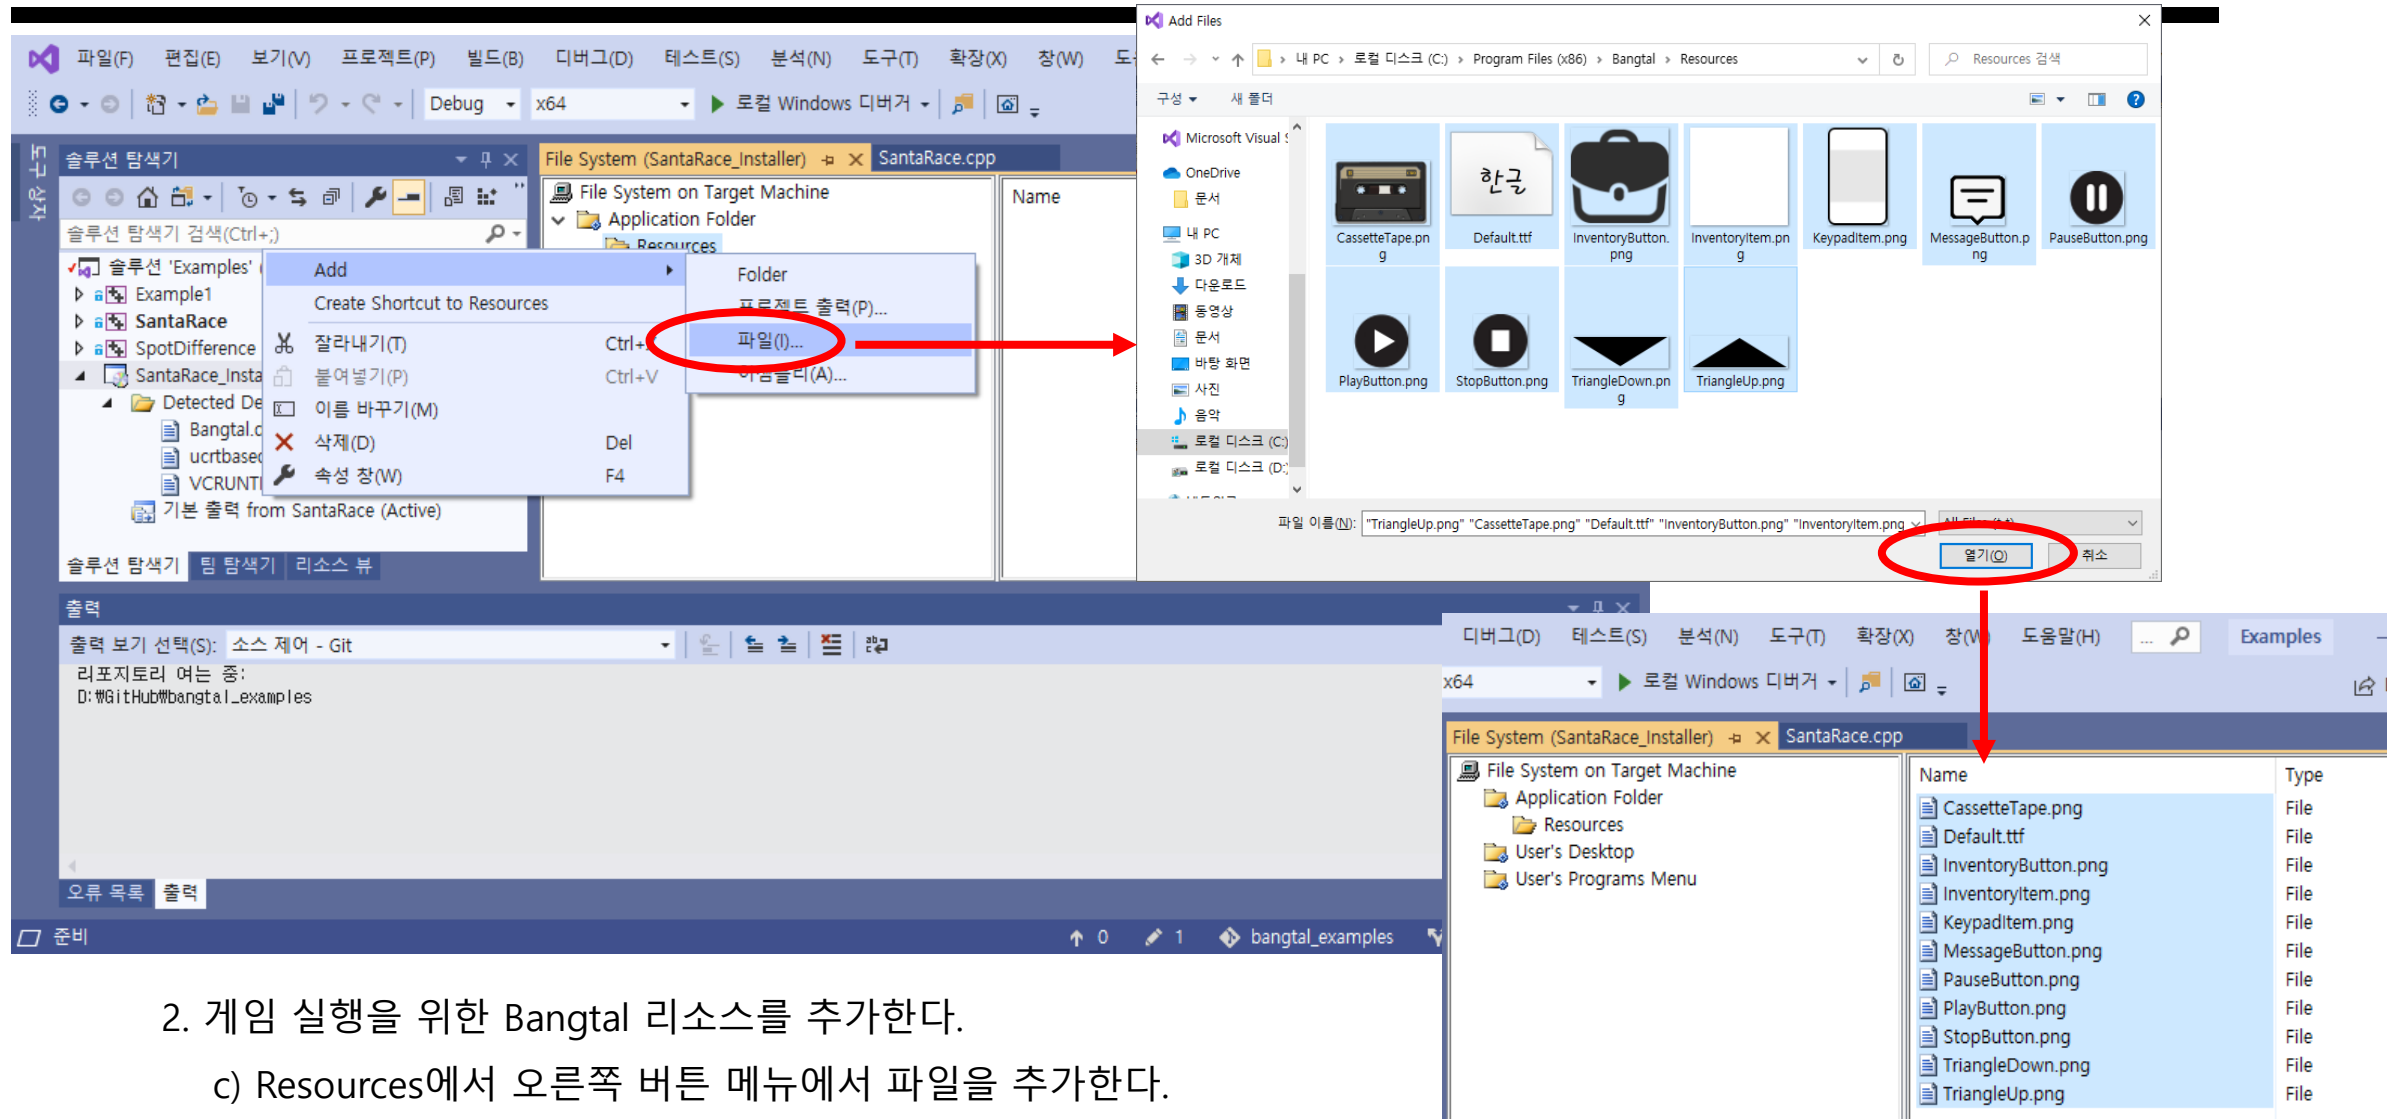 파일(F) 편집(E) 보기(V) 프로젝트(P) 빌드(B) 디버그(D) 테스트(S) 분석(N) 도구(T) 확장(X) 창(W)
Debug x64 로컬 Windows 디버거
도구 상자
솔루션 탐색기
솔루션 탐색기 검색(Ctrl+;)
솔루션 'Examples'
Example1
SantaRace
SpotDifference
SantaRace_Insta
Detected De
Bangtal.c
ucrtbased
VCRUNTI
기본 출력 from SantaRace (Active)
솔루션 탐색기 팀 탐색기 리소스 뷰
File System (SantaRace_Installer) SantaRace.cpp
File System on Target Machine
Application Folder
Resources
Name
Add
Create Shortcut to Resources
잘라내기(T) Ctrl+
붙여넣기(P) Ctrl+V
이름 바꾸기(M)
삭제(D) Del
속성 창(W) F4
Folder
프로젝트 출력(P)...
파일(I)...
어셈블리(A)...
Add Files
내 PC › 로컬 디스크 (C:) › Program Files (x86) › Bangtal › Resources
Resources 검색
구성 새 폴더
Microsoft Visual S
OneDrive
문서
내 PC
3D 개체
다운로드
동영상
문서
바탕 화면
사진
음악
로컬 디스크 (C:)
로컬 디스크 (D:)
한글
CassetteTape.png
Default.ttf
InventoryButton.png
InventoryItem.png
KeypadItem.png
MessageButton.png
PauseButton.png
PlayButton.png
StopButton.png
TriangleDown.png
TriangleUp.png
파일 이름(N): "TriangleUp.png" "CassetteTape.png" "Default.ttf" "InventoryButton.png" "InventoryItem.png
All Files (*.*)
열기(O) 취소
출력
출력 보기 선택(S): 소스 제어 - Git
리포지토리 여는 중:
D:₩GitHub₩bangtal_examples
오류 목록 출력
준비 0 1 bangtal_examples
디버그(D) 테스트(S) 분석(N) 도구(T) 확장(X) 창(W) 도움말(H) ... Examples
x64 로컬 Windows 디버거
File System (SantaRace_Installer) SantaRace.cpp
File System on Target Machine
Application Folder
Resources
User's Desktop
User's Programs Menu
Name Type
CassetteTape.png File
Default.ttf File
InventoryButton.png File
InventoryItem.png File
KeypadItem.png File
MessageButton.png File
PauseButton.png File
PlayButton.png File
StopButton.png File
TriangleDown.png File
TriangleUp.png File
2. 게임 실행을 위한 Bangtal 리소스를 추가한다.
c) Resources에서 오른쪽 버튼 메뉴에서 파일을 추가한다.